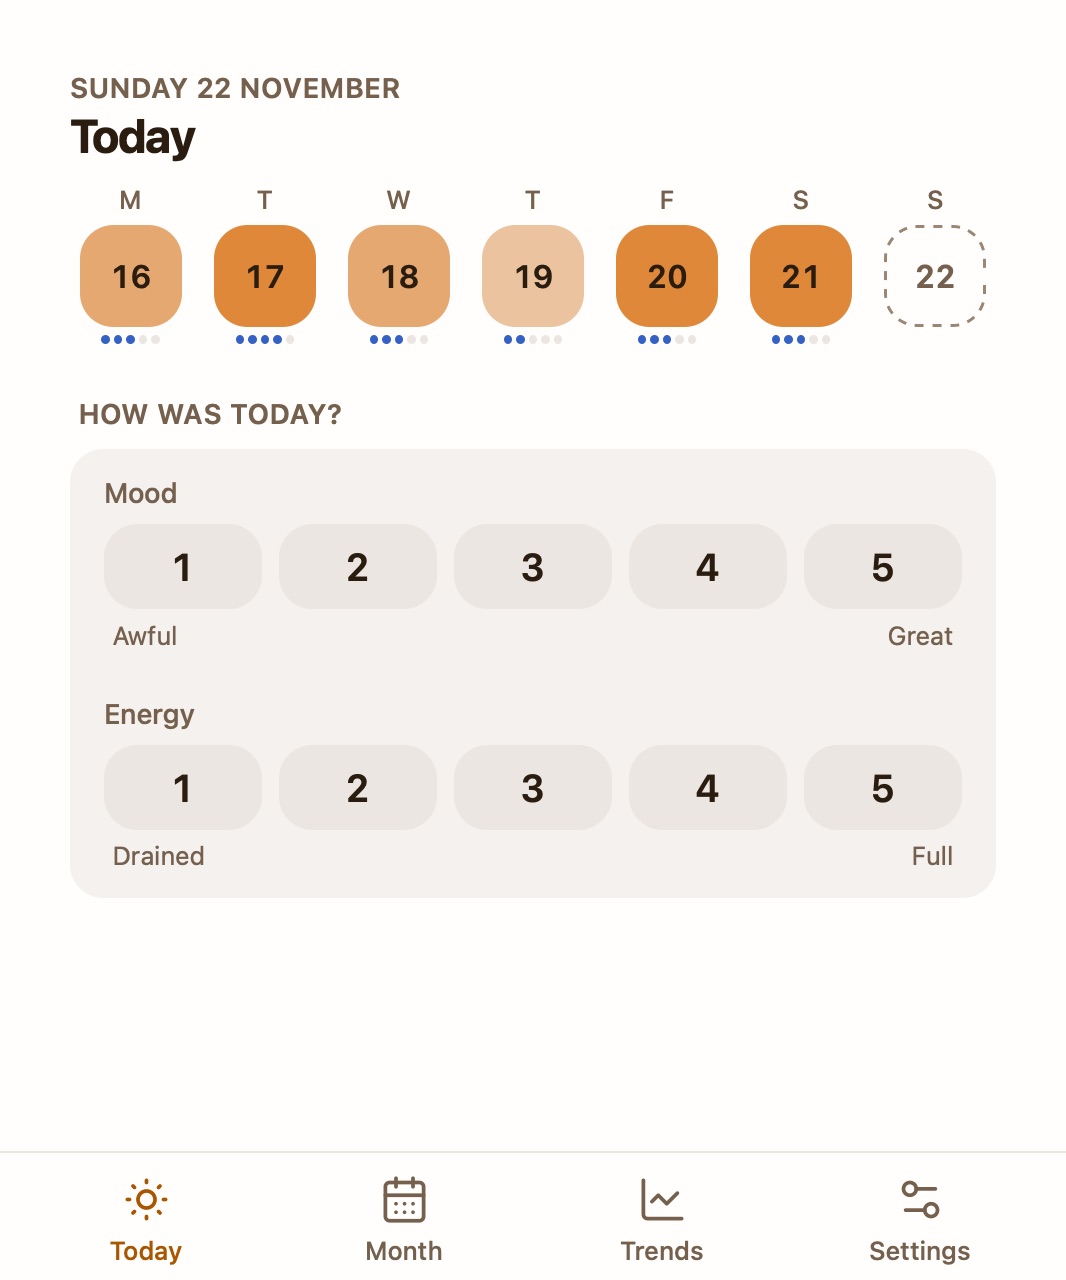 SUNDAY 22 NOVEMBER
Today
M T W T F S S
16 17 18 19 20 21 22
HOW WAS TODAY?
Mood
1 2 3 4 5
Awful Great
Energy
1 2 3 4 5
Drained Full
Today Month Trends Settings